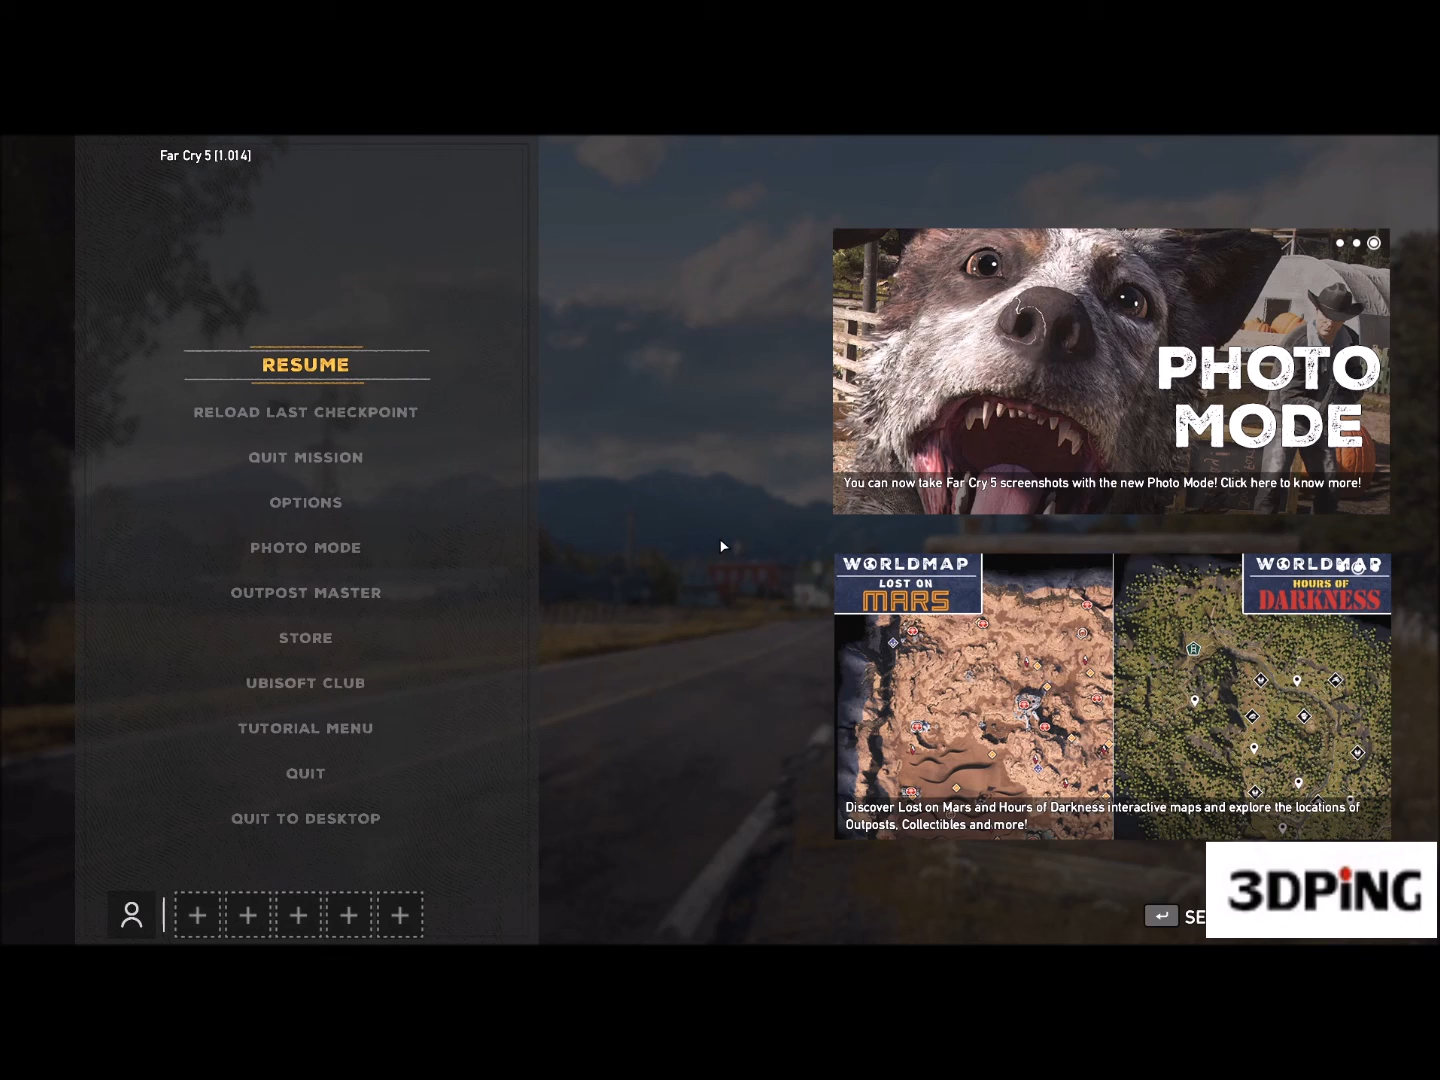 Far Cry 5 [1.014]
RESUME
RELOAD LAST CHECKPOINT
QUIT MISSION
OPTIONS
PHOTO MODE
OUTPOST MASTER
STORE
UBISOFT CLUB
TUTORIAL MENU
QUIT
QUIT TO DESKTOP
PHOTO
MODE
You can now take Far Cry 5 screenshots with the new Photo Mode! Click here to know more!
WORLDMAP
LOST ON
MARS
WORLDMAP
HOURS OF
DARKNESS
Discover Lost on Mars and Hours of Darkness interactive maps and explore the locations of
Outposts, Collectibles and more!
SE
3DPiNG